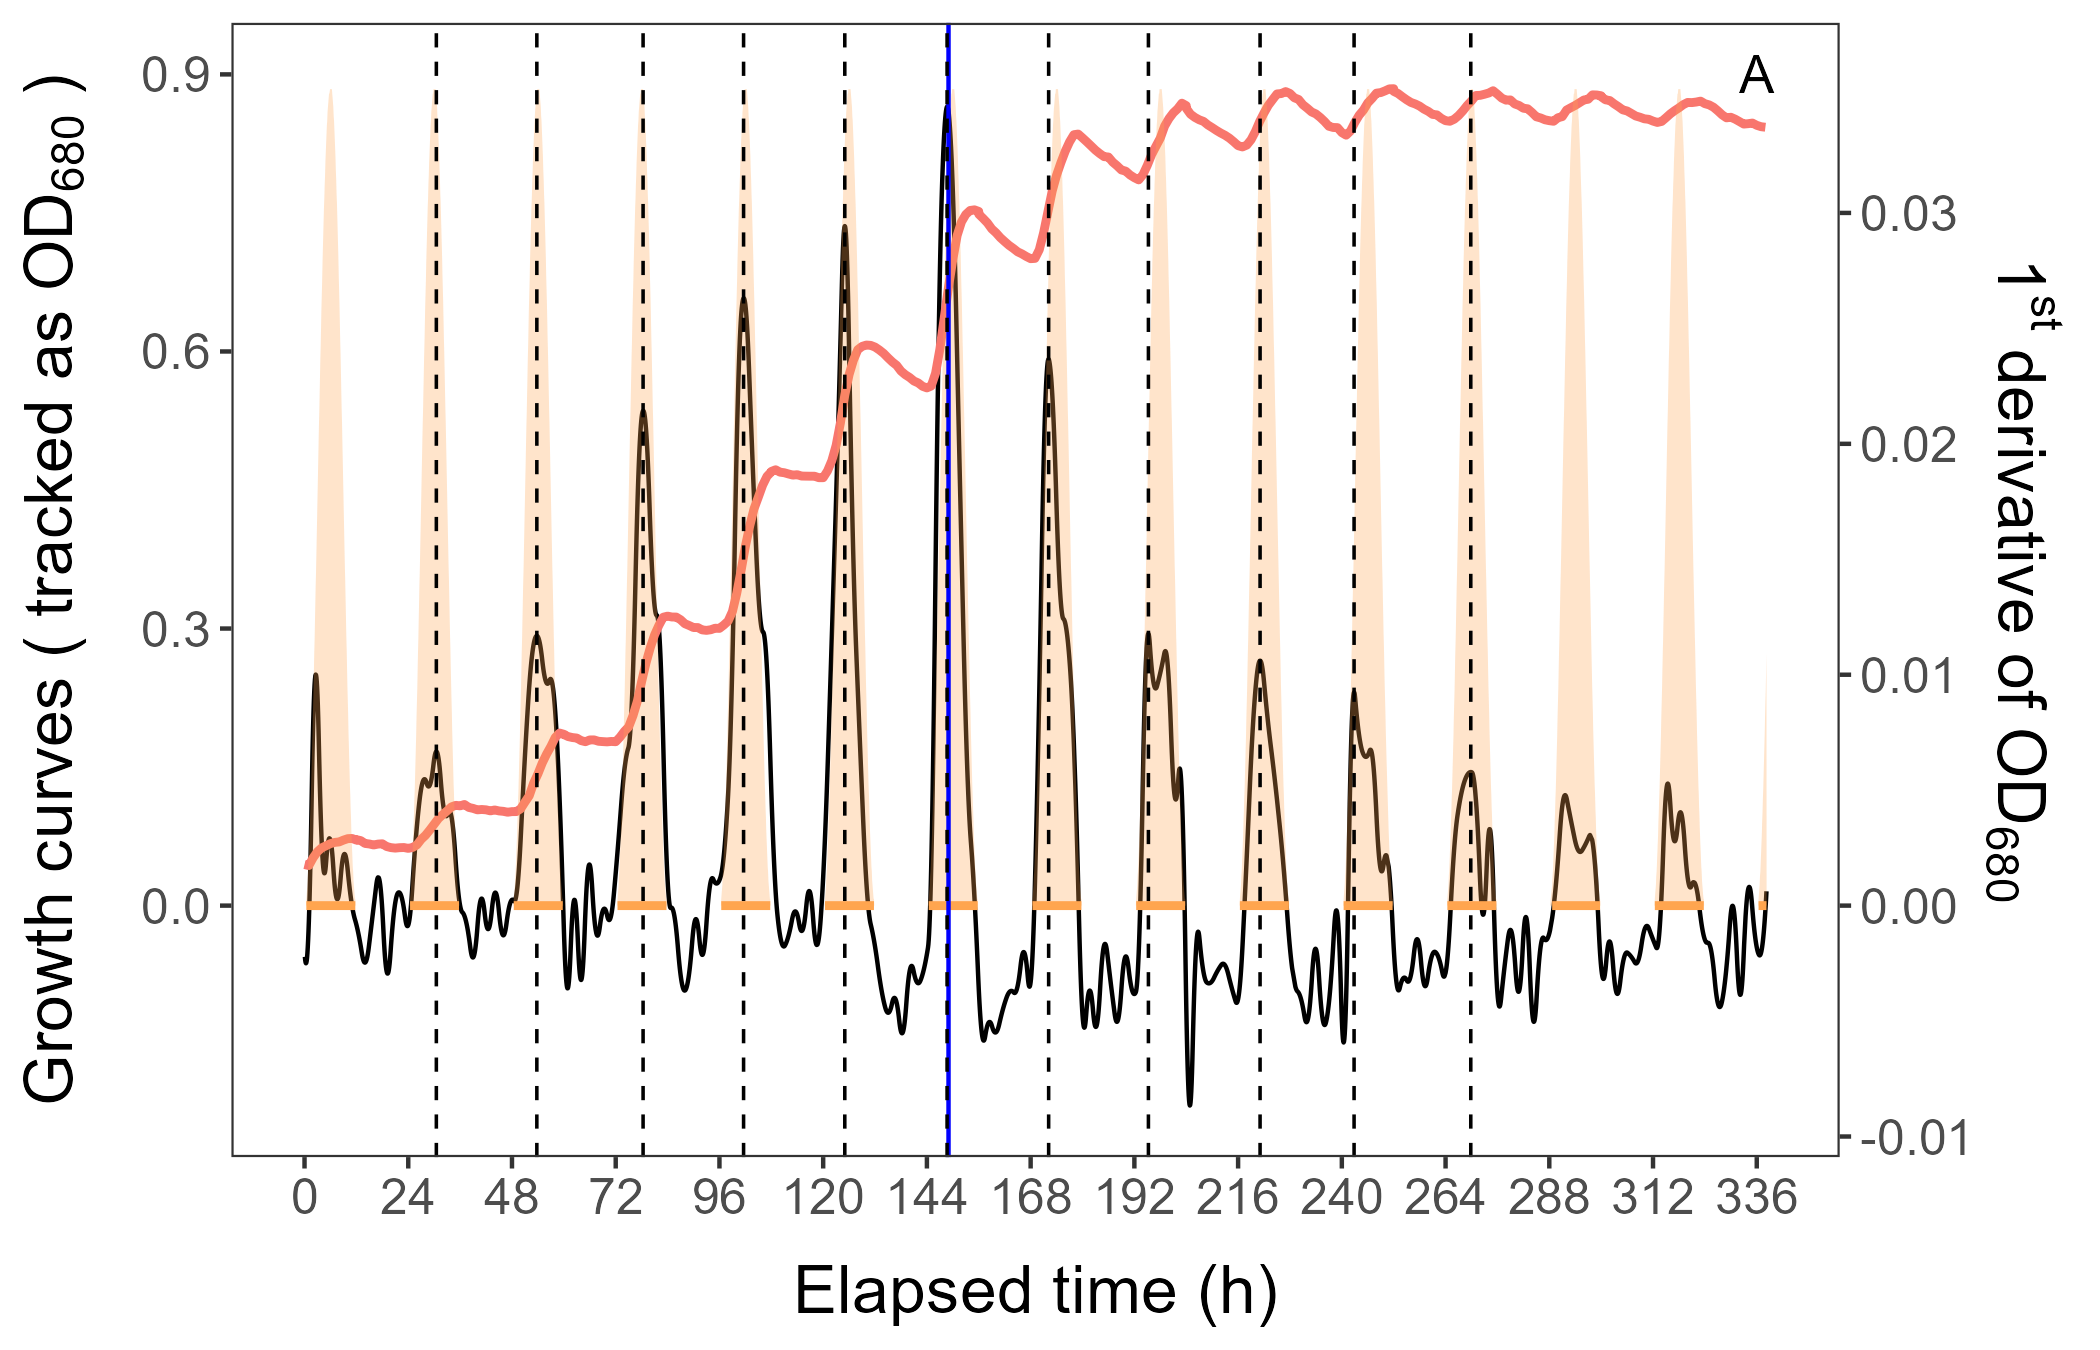 A
0.9
0.6
0.3
0.0
Growth curves ( tracked as OD680 )
0.03
0.02
0.01
0.00
-0.01
1st derivative of OD680
0 24 48 72 96 120 144 168 192 216 240 264 288 312 336
Elapsed time (h)